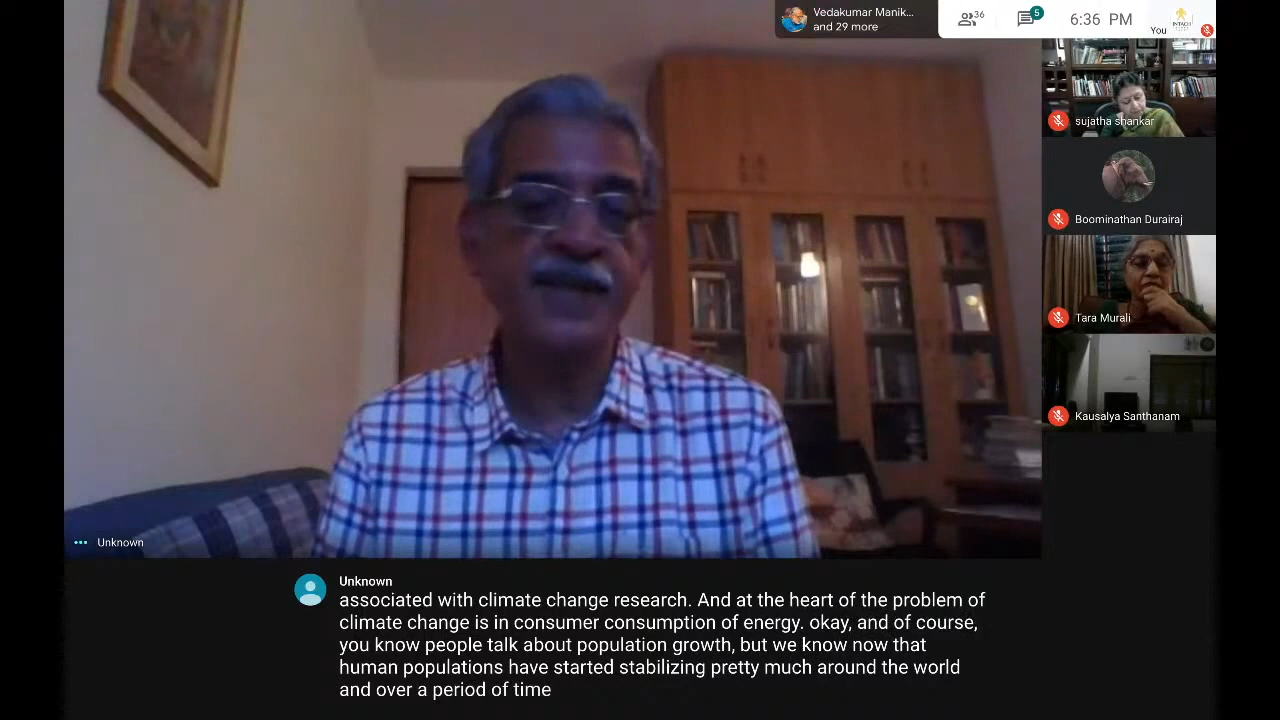 Vedakumar Manik...
and 29 more
36
5
6:36 PM
INTACH
You
sujatha shankar
Boominathan Durairaj
Tara Murali
Kausalya Santhanam
Unknown
Unknown
associated with climate change research. And at the heart of the problem of
climate change is in consumer consumption of energy. okay, and of course,
you know people talk about population growth, but we know now that
human populations have started stabilizing pretty much around the world
and over a period of time